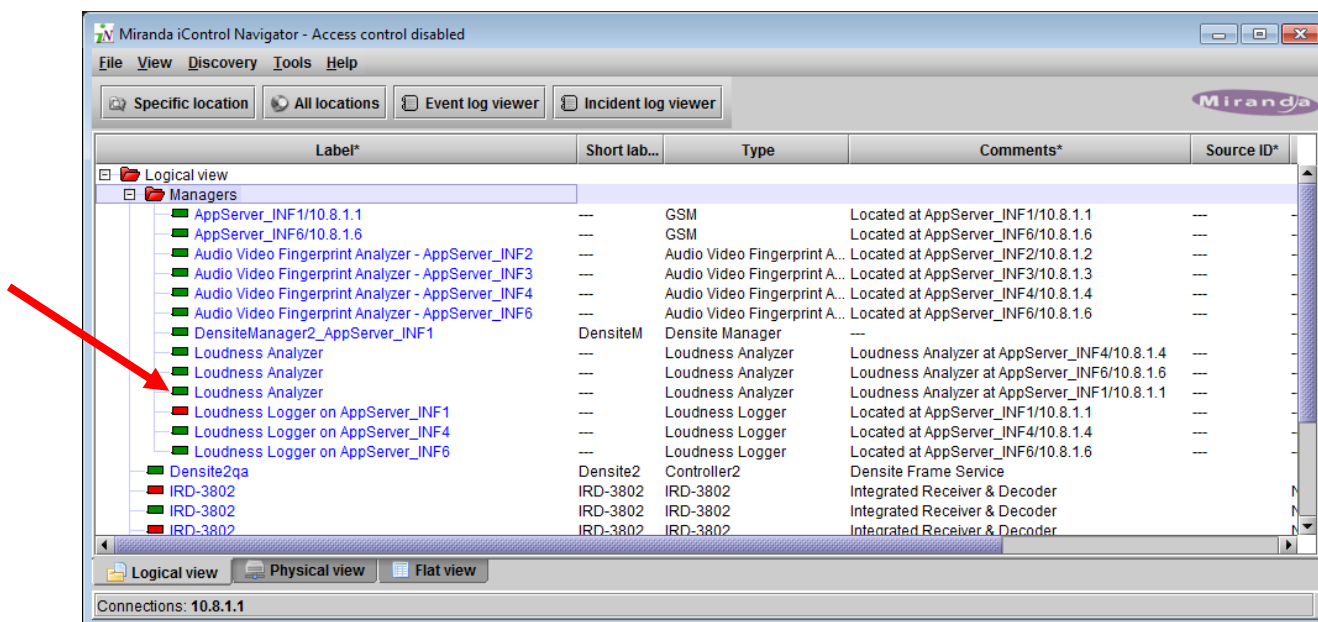 Miranda iControl Navigator - Access control disabled
File View Discovery Tools Help
Specific location All locations Event log viewer Incident log viewer Miranda
Label* Short lab... Type Comments* Source ID*
Logical view
Managers
AppServer_INF1/10.8.1.1 --- GSM Located at AppServer_INF1/10.8.1.1 ---
AppServer_INF6/10.8.1.6 --- GSM Located at AppServer_INF6/10.8.1.6 ---
Audio Video Fingerprint Analyzer - AppServer_INF2 --- Audio Video Fingerprint A... Located at AppServer_INF2/10.8.1.2 ---
Audio Video Fingerprint Analyzer - AppServer_INF3 --- Audio Video Fingerprint A... Located at AppServer_INF3/10.8.1.3 ---
Audio Video Fingerprint Analyzer - AppServer_INF4 --- Audio Video Fingerprint A... Located at AppServer_INF4/10.8.1.4 ---
Audio Video Fingerprint Analyzer - AppServer_INF6 --- Audio Video Fingerprint A... Located at AppServer_INF6/10.8.1.6 ---
DensiteManager2_AppServer_INF1 DensiteM Densite Manager ---
Loudness Analyzer --- Loudness Analyzer Loudness Analyzer at AppServer_INF4/10.8.1.4 ---
Loudness Analyzer --- Loudness Analyzer Loudness Analyzer at AppServer_INF6/10.8.1.6 ---
Loudness Analyzer --- Loudness Analyzer Loudness Analyzer at AppServer_INF1/10.8.1.1 ---
Loudness Logger on AppServer_INF1 --- Loudness Logger Located at AppServer_INF1/10.8.1.1 ---
Loudness Logger on AppServer_INF4 --- Loudness Logger Located at AppServer_INF4/10.8.1.4 ---
Loudness Logger on AppServer_INF6 --- Loudness Logger Located at AppServer_INF6/10.8.1.6 ---
Densite2qa Densite2 Controller2 Densite Frame Service
IRD-3802 IRD-3802 IRD-3802 Integrated Receiver & Decoder
IRD-3802 IRD-3802 IRD-3802 Integrated Receiver & Decoder
IRD-3802 IRD-3802 IRD-3802 Integrated Receiver & Decoder
Logical view Physical view Flat view
Connections: 10.8.1.1